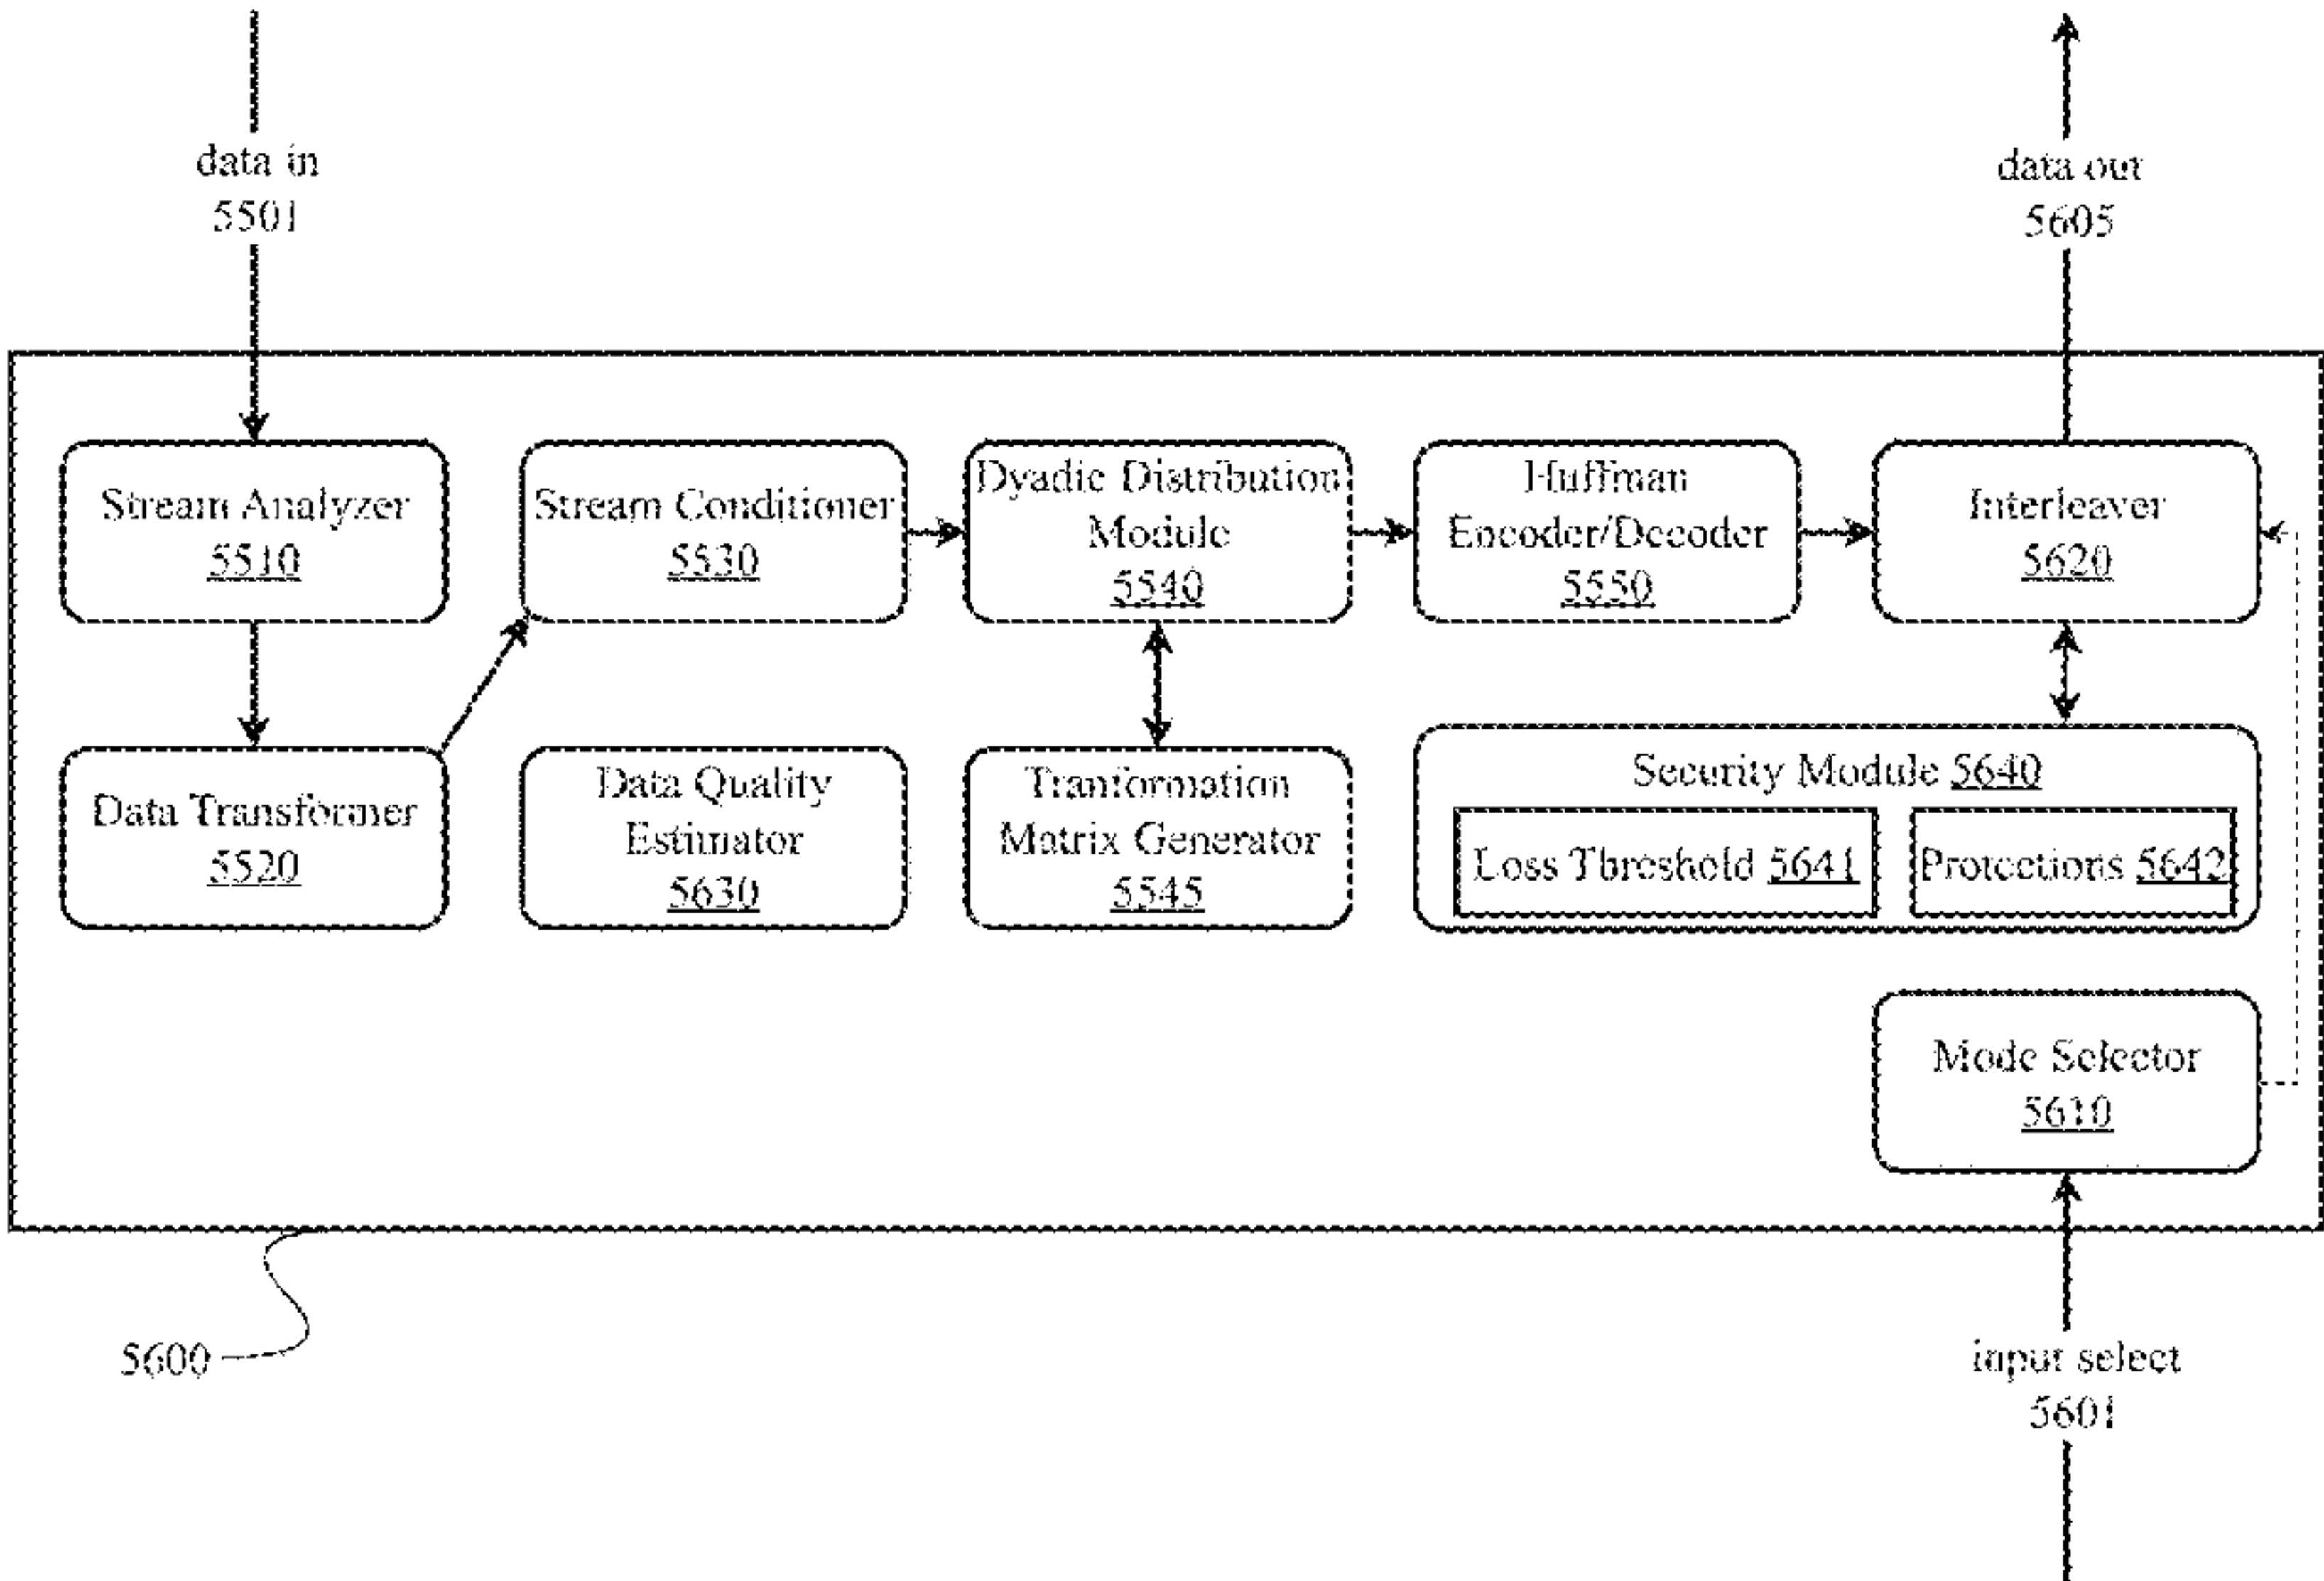 data in
5501
data out
5605
Stream Analyzer
5510
Stream Conditioner
5530
Dyadic Distribution
Module
5540
Huffman
Encoder/Decoder
5550
Interleaver
5620
Data Transformer
5520
Data Quality
Estimator
5630
Tranformation
Matrix Generator
5545
Security Module 5640
Loss Threshold 5641
Protections 5642
Mode Selector
5610
5600
input select
5601